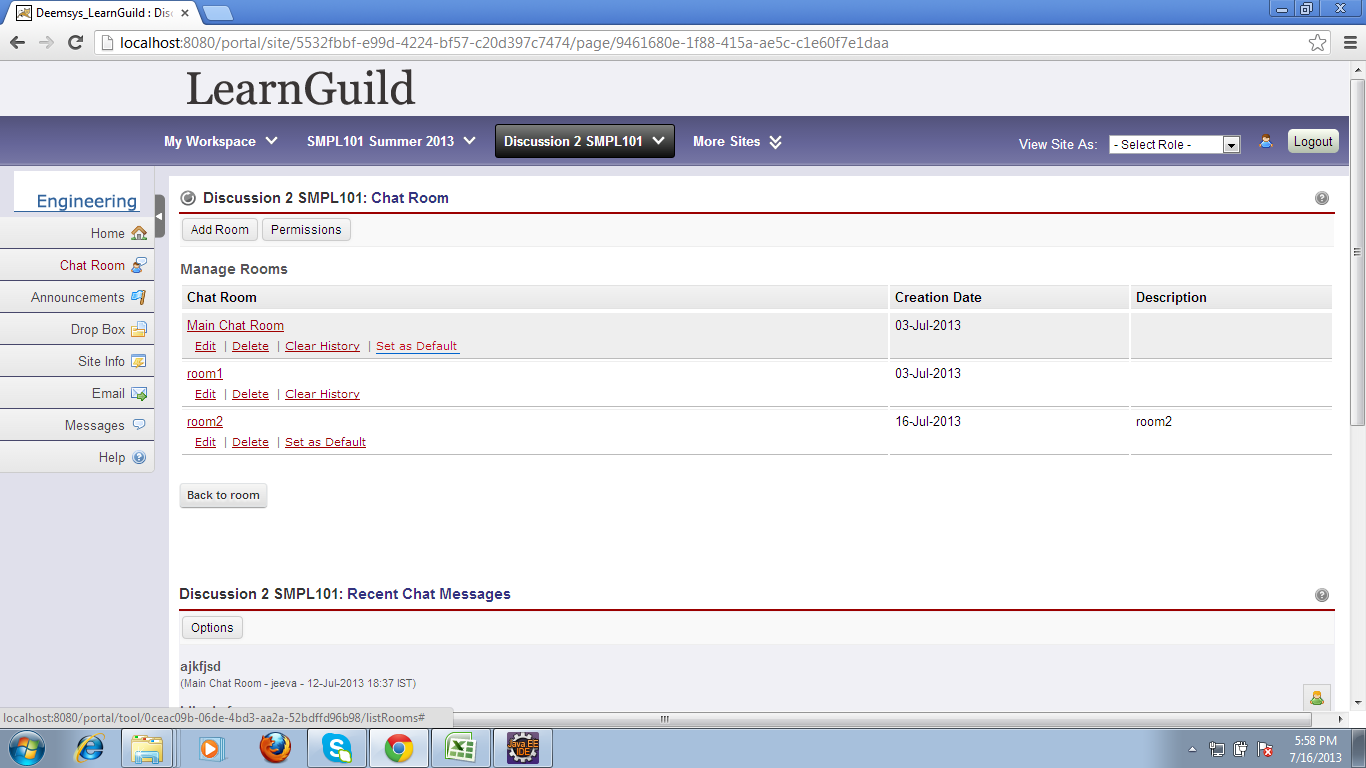 Deemsys_LearnGuild : Disc
localhost:8080/portal/site/5532fbbf-e99d-4224-bf57-c20d397c7474/page/9461680e-1f88-415a-ae5c-c1e60f7e1daa
LearnGuild
My Workspace SMPL101 Summer 2013 Discussion 2 SMPL101 More Sites View Site As: - Select Role - Logout
Engineering
Home
Chat Room
Announcements
Drop Box
Site Info
Email
Messages
Help
Discussion 2 SMPL101: Chat Room
Add Room Permissions
Manage Rooms
Chat Room Creation Date Description
Main Chat Room 03-Jul-2013
Edit | Delete | Clear History | Set as Default
room1 03-Jul-2013
Edit | Delete | Clear History
room2 16-Jul-2013 room2
Edit | Delete | Set as Default
Back to room
Discussion 2 SMPL101: Recent Chat Messages
Options
ajkfjsd
(Main Chat Room - jeeva - 12-Jul-2013 18:37 IST)
localhost:8080/portal/tool/0ceac09b-06de-4bd3-aa2a-52bdffd96b98/listRooms#
Java EE
IDE
5:58 PM
7/16/2013